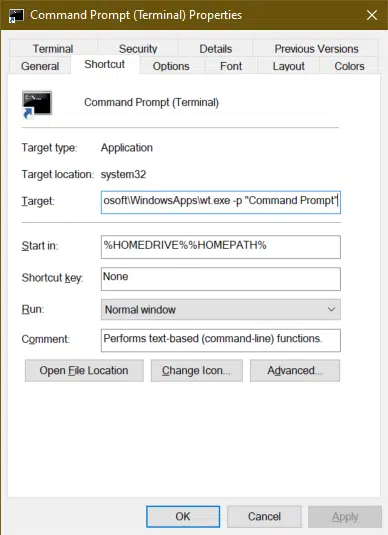 Command Prompt (Terminal) Properties
Terminal Security Details Previous Versions
General Shortcut Options Font Layout Colors
Command Prompt (Terminal)
Target type: Application
Target location: system32
Target: osoft\WindowsApps\wt.exe -p "Command Prompt"
Start in: %HOMEDRIVE%%HOMEPATH%
Shortcut key: None
Run: Normal window
Comment: Performs text-based (command-line) functions.
Open File Location Change Icon... Advanced...
OK Cancel Apply